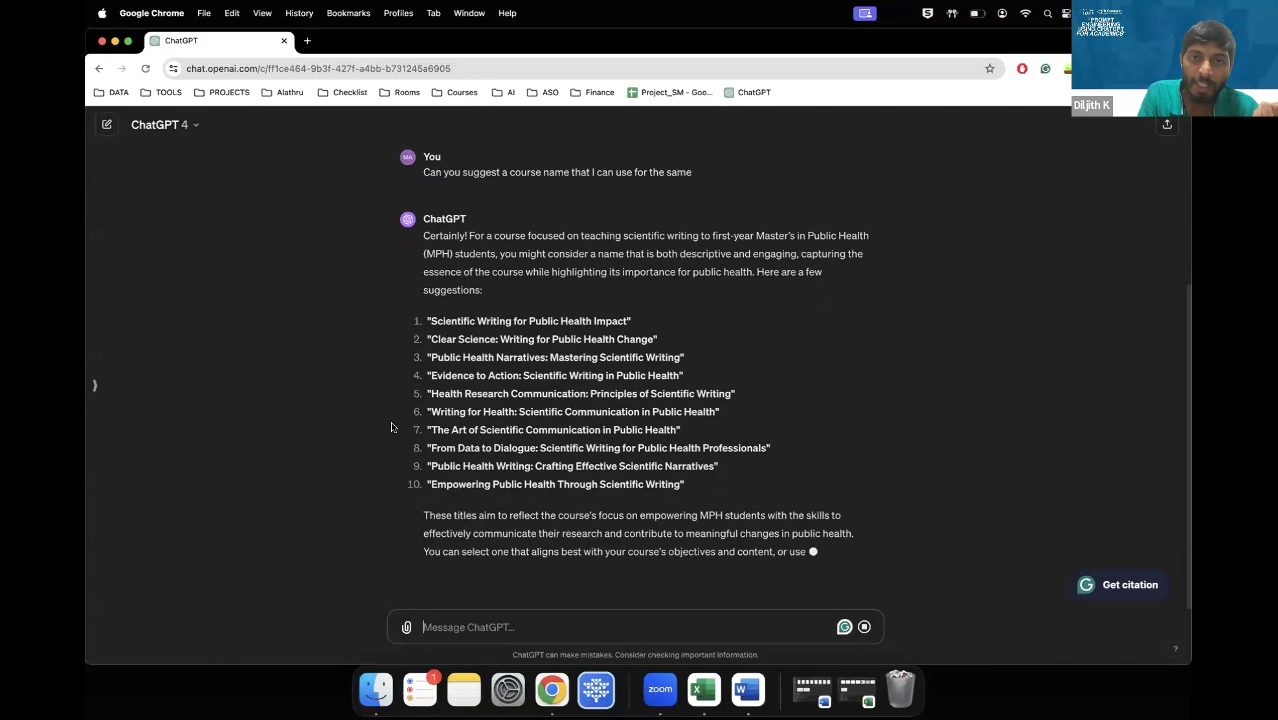 Google Chrome File Edit View History Bookmarks Profiles Tab Window Help
PROMPT
ENGINEERING
USING CHATGPT
FOR ACADEMICS
ChatGPT
chat.openai.com/c/ff1ce464-9b3f-427f-a4bb-b731245a6905
DATA TOOLS PROJECTS Alathru Checklist Rooms Courses AI ASO Finance Project_SM - Goo... ChatGPT
Diljith K
ChatGPT 4
MA You
Can you suggest a course name that I can use for the same
ChatGPT
Certainly! For a course focused on teaching scientific writing to first-year Master's in Public Health
(MPH) students, you might consider a name that is both descriptive and engaging, capturing the
essence of the course while highlighting its importance for public health. Here are a few
suggestions:
1. "Scientific Writing for Public Health Impact"
2. "Clear Science: Writing for Public Health Change"
3. "Public Health Narratives: Mastering Scientific Writing"
4. "Evidence to Action: Scientific Writing in Public Health"
5. "Health Research Communication: Principles of Scientific Writing"
6. "Writing for Health: Scientific Communication in Public Health"
7. "The Art of Scientific Communication in Public Health"
8. "From Data to Dialogue: Scientific Writing for Public Health Professionals"
9. "Public Health Writing: Crafting Effective Scientific Narratives"
10. "Empowering Public Health Through Scientific Writing"
These titles aim to reflect the course's focus on empowering MPH students with the skills to
effectively communicate their research and contribute to meaningful changes in public health.
You can select one that aligns best with your course's objectives and content, or use
Get citation
Message ChatGPT...
ChatGPT can make mistakes. Consider checking important information.
?
1
zoom